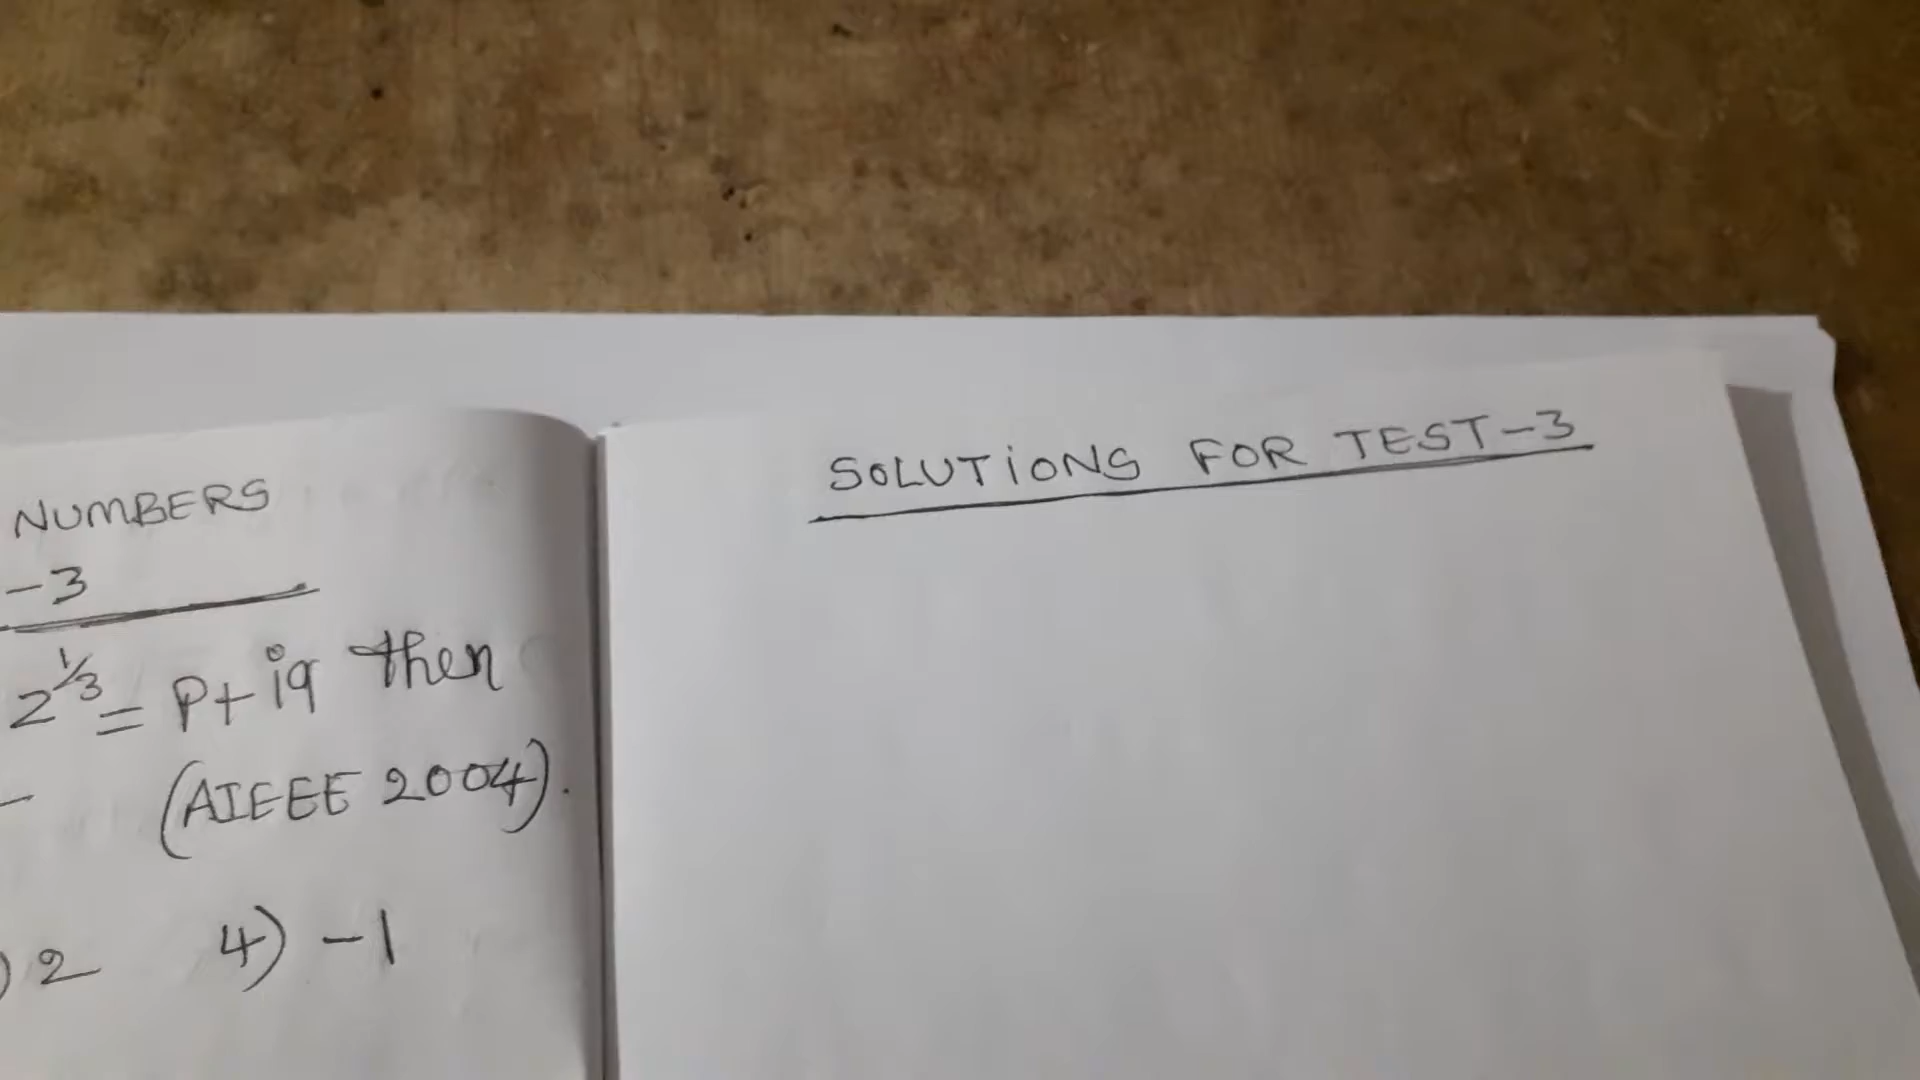 NUMBERS
-3
z^1/3 = P+iq then
- (AIEEE 2004).
) 2 4) -1
SOLUTIONS FOR TEST-3